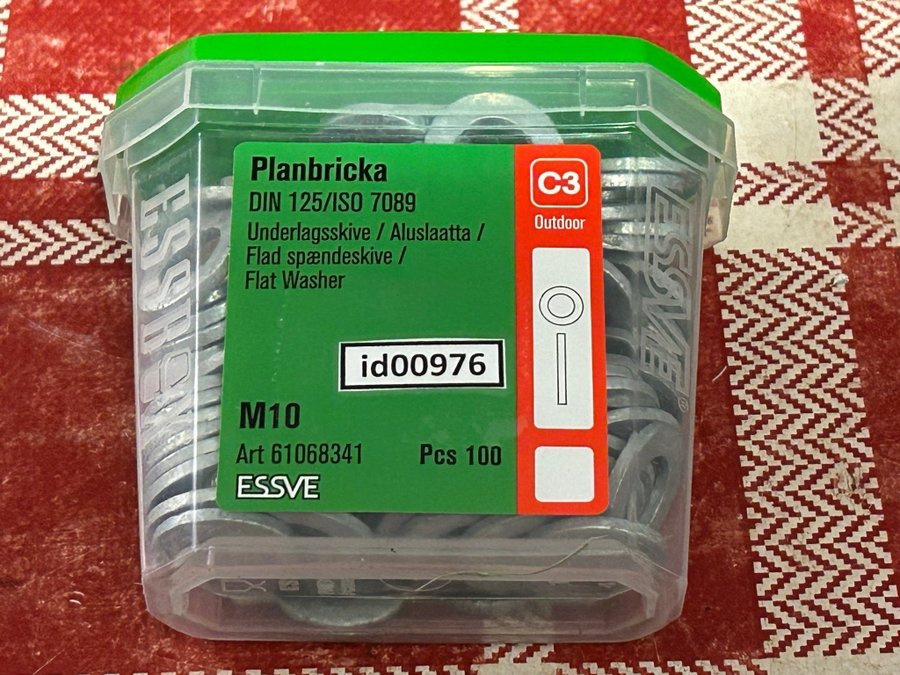 Planbricka
DIN 125/ISO 7089
Underlagsskive / Aluslaatta /
Flad spændeskive /
Flat Washer
C3
Outdoor
id00976
M10
Art 61068341 Pcs 100
ESSVE
ESSVE®